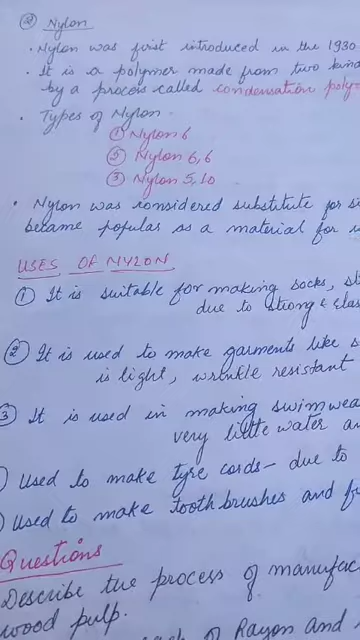 ② Nylon
• Nylon was first introduced in the 1930
• It is a polymer made from two
by a process called condensation poly
• Types of Nylon.
① Nylon 6
⑤ Nylon 6,6
③ Nylon 5,10
• Nylon was considered substitute for
became popular as a material for
USES OF NYLON
① It is suitable for making socks,
due to strong & elas
② It is used to make garments like
is light, wrinkle resistant
③ It is used in making swimwea
very little water
Used to make tyre cords – due to
Used to make toothbrushes and
Questions
Describe the process of manufac
wood pulp.
of Rayon and